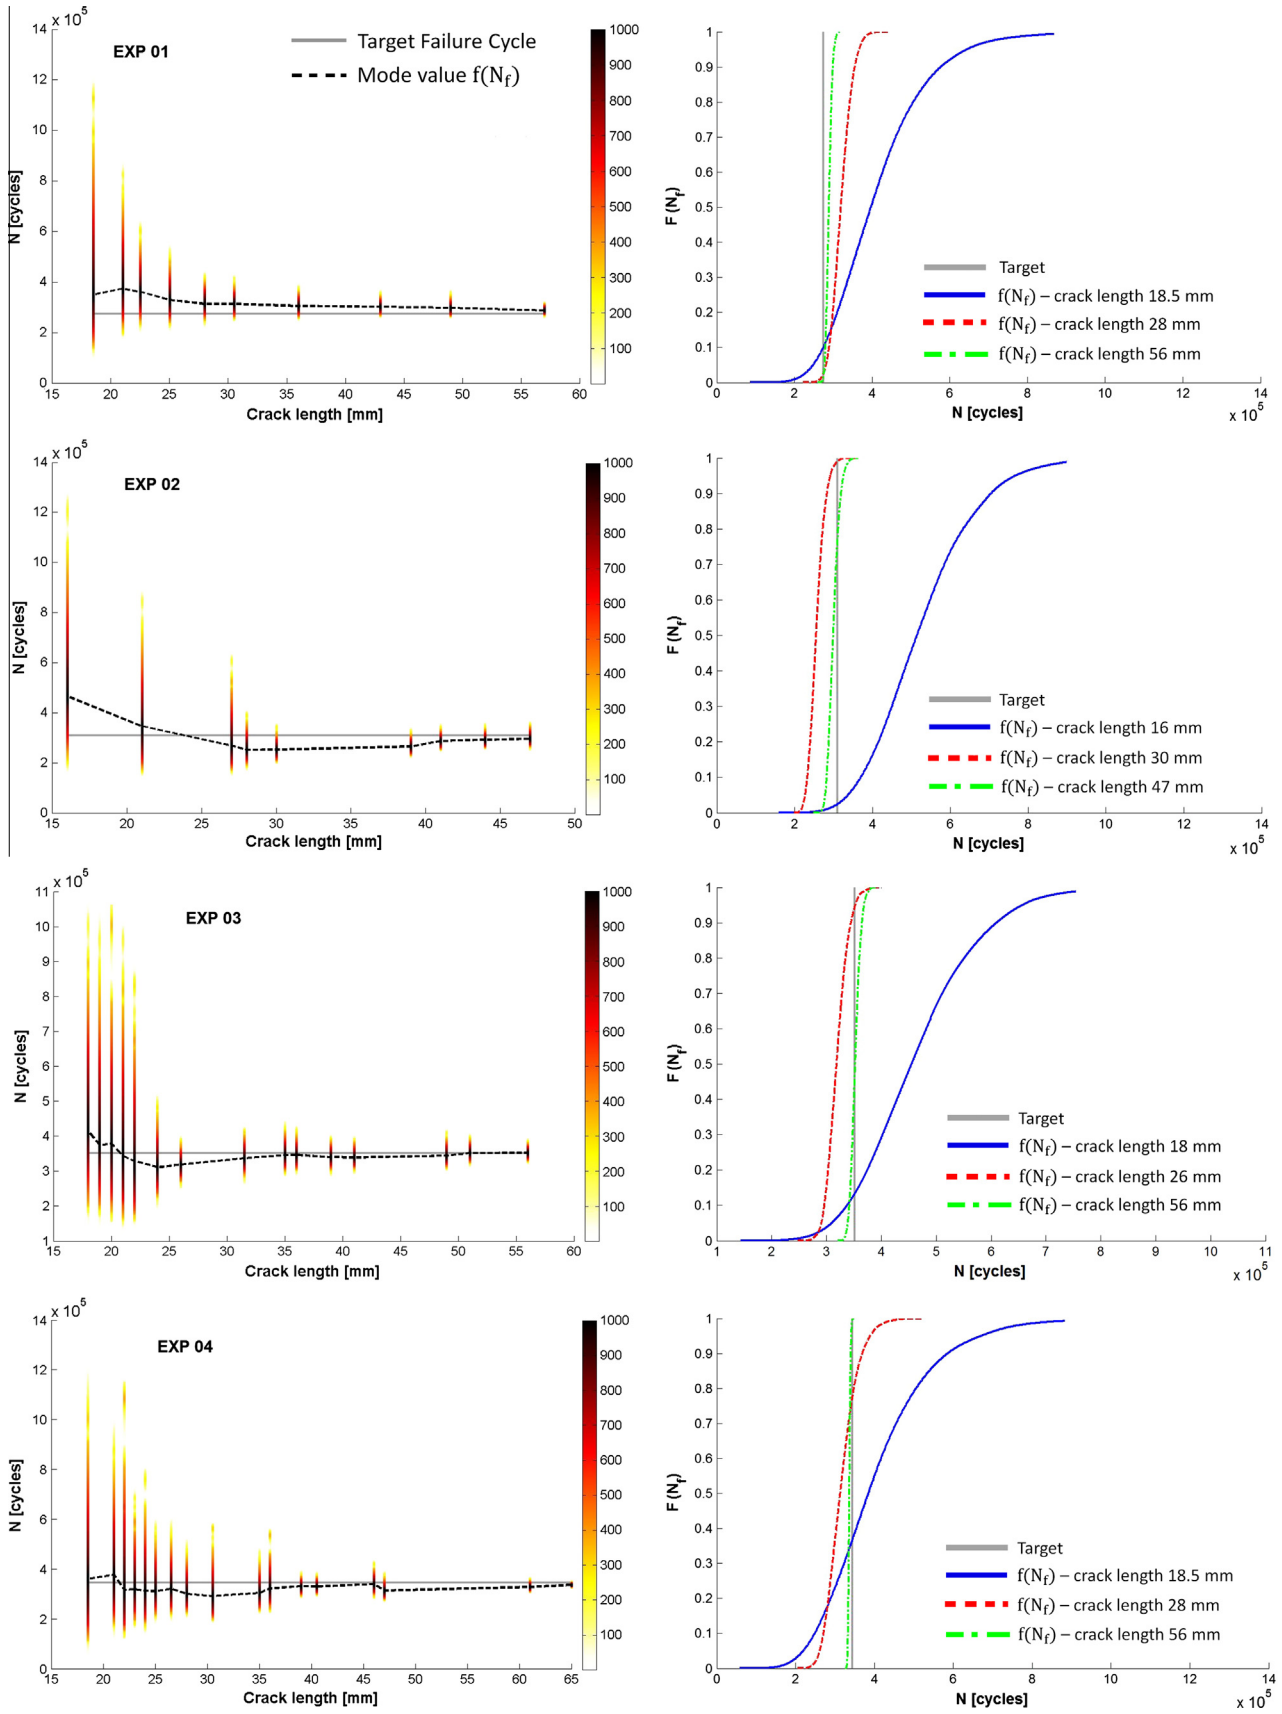 x 10⁵
14
12
10
8
6
4
2
0
N [cycles]
EXP 01
Target Failure Cycle
Mode value f(N_f)
15 20 25 30 35 40 45 50 55 60
Crack length [mm]
1000
900
800
700
600
500
400
300
200
100
1
0.9
0.8
0.7
0.6
0.5
0.4
0.3
0.2
0.1
0
F (N_f)
Target
f(N_f) – crack length 18.5 mm
f(N_f) – crack length 28 mm
f(N_f) – crack length 56 mm
0 2 4 6 8 10 12 14
N [cycles]
x 10⁵
x 10⁵
14
12
10
8
6
4
2
0
N [cycles]
EXP 02
15 20 25 30 35 40 45 50
Crack length [mm]
1000
900
800
700
600
500
400
300
200
100
1
0.9
0.8
0.7
0.6
0.5
0.4
0.3
0.2
0.1
0
F (N_f)
Target
f(N_f) – crack length 16 mm
f(N_f) – crack length 30 mm
f(N_f) – crack length 47 mm
0 2 4 6 8 10 12 14
N [cycles]
x 10⁵
x 10⁵
11
10
9
8
7
6
5
4
3
2
1
N [cycles]
EXP 03
15 20 25 30 35 40 45 50 55 60
Crack length [mm]
1000
900
800
700
600
500
400
300
200
100
1
0.9
0.8
0.7
0.6
0.5
0.4
0.3
0.2
0.1
0
F (N_f)
Target
f(N_f) – crack length 18 mm
f(N_f) – crack length 26 mm
f(N_f) – crack length 56 mm
1 2 3 4 5 6 7 8 9 10 11
N [cycles]
x 10⁵
x 10⁵
14
12
10
8
6
4
2
0
N [cycles]
EXP 04
15 20 25 30 35 40 45 50 55 60 65
Crack length [mm]
1000
900
800
700
600
500
400
300
200
100
1
0.9
0.8
0.7
0.6
0.5
0.4
0.3
0.2
0.1
0
F (N_f)
Target
f(N_f) – crack length 18.5 mm
f(N_f) – crack length 28 mm
f(N_f) – crack length 56 mm
0 2 4 6 8 10 12 14
N [cycles]
x 10⁵